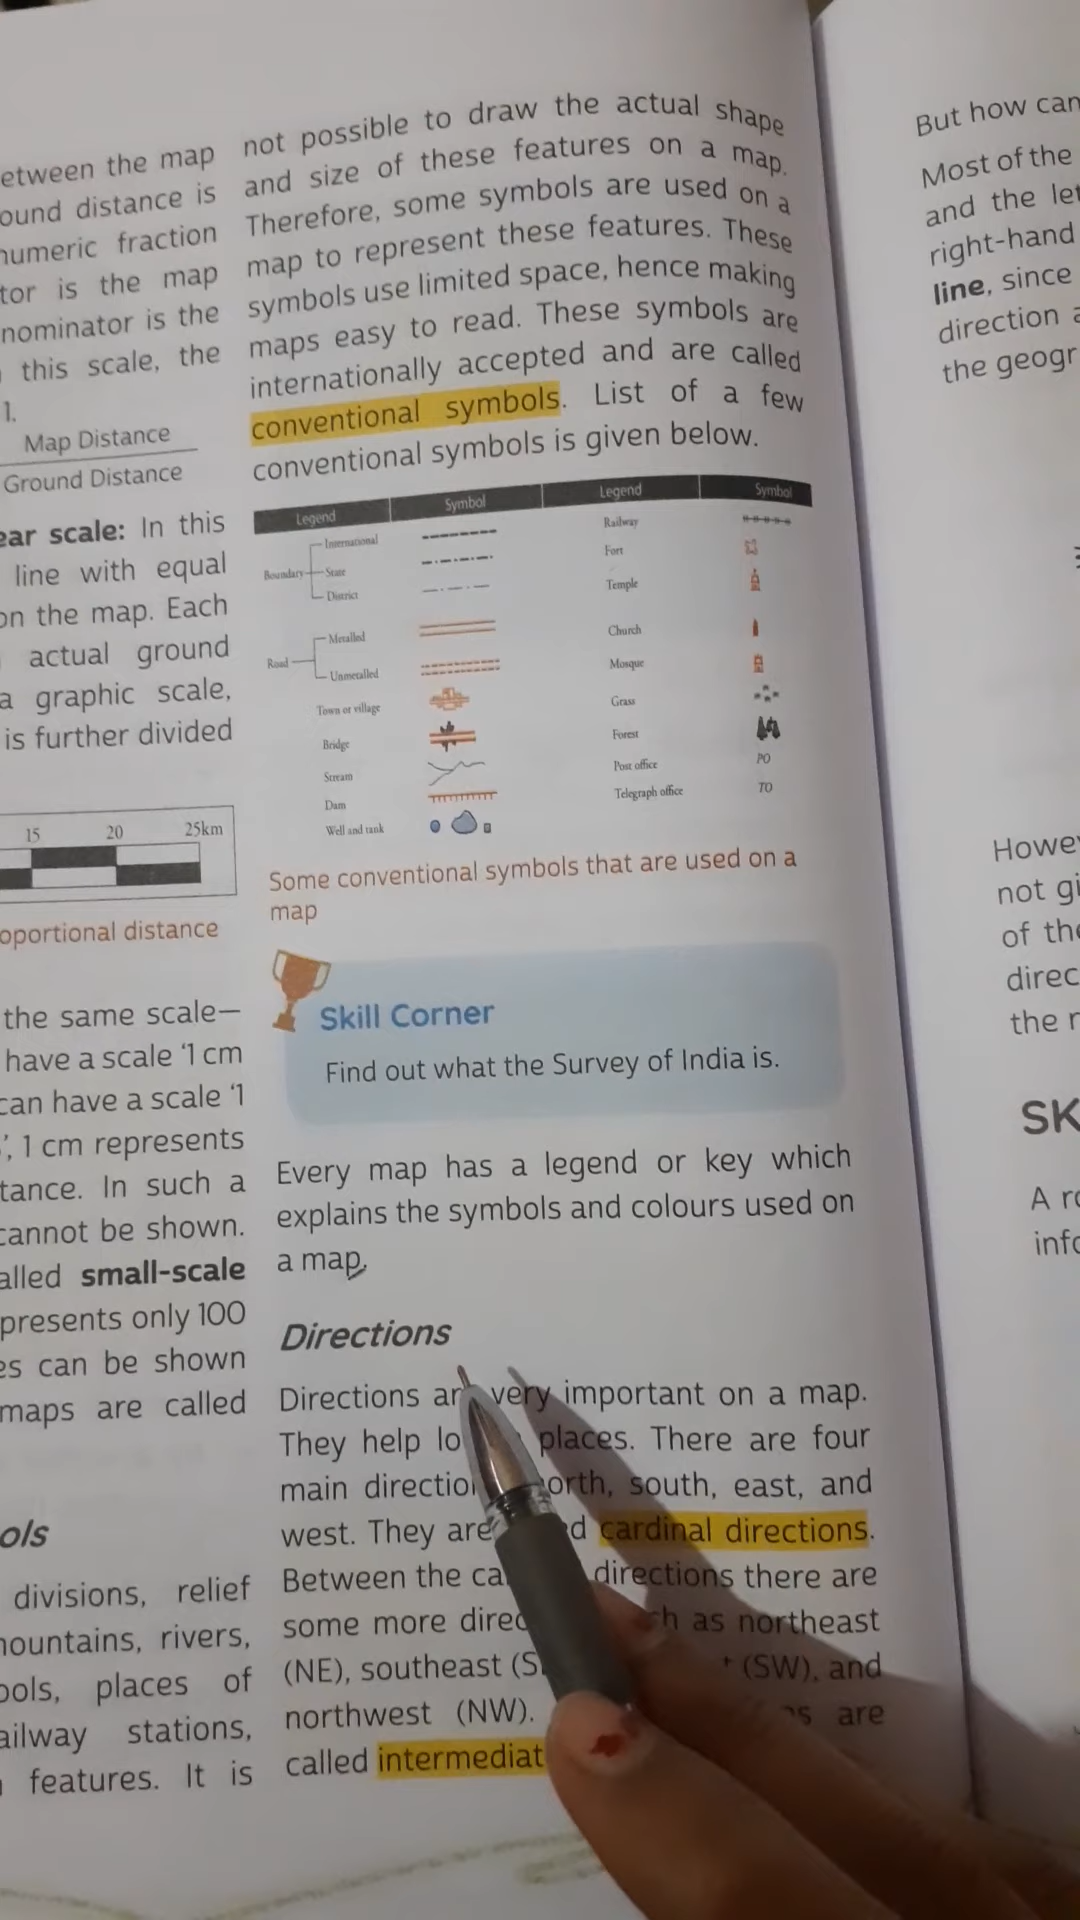 etween the map
ound distance is
numeric fraction
tor is the map
nominator is the
this scale, the
1.
Map Distance
Ground Distance
ear scale: In this
line with equal
on the map. Each
actual ground
a graphic scale,
is further divided
15 20 25km
oportional distance
the same scale—
have a scale ‘1 cm
can have a scale ‘1
’, 1 cm represents
tance. In such a
cannot be shown.
alled small-scale
presents only 100
es can be shown
maps are called
ols
divisions, relief
mountains, rivers,
ools, places of
ailway stations,
features. It is
not possible to draw the actual shape
and size of these features on a map.
Therefore, some symbols are used on a
map to represent these features. These
symbols use limited space, hence making
maps easy to read. These symbols are
internationally accepted and are called
conventional symbols. List of a few
conventional symbols is given below.
Legend Symbol Legend Symbol
International Railway
Boundary State Fort
District Temple
Metalled Church
Road
Unmetalled Mosque
Town or village Grass
Bridge Forest
Stream Post office PO
Dam Telegraph office TO
Well and tank
Some conventional symbols that are used on a
map
Skill Corner
Find out what the Survey of India is.
Every map has a legend or key which
explains the symbols and colours used on
a map.
Directions
Directions ar very important on a map.
They help lo places. There are four
main directio orth, south, east, and
west. They are d cardinal directions.
Between the ca directions there are
some more direc ch as northeast
(NE), southeast (S (SW), and
northwest (NW). are
called intermediat
But how can
Most of the
and the let
right-hand
line, since
direction a
the geogr
Howe
not gi
of the
direc
the r
SK
A ro
info